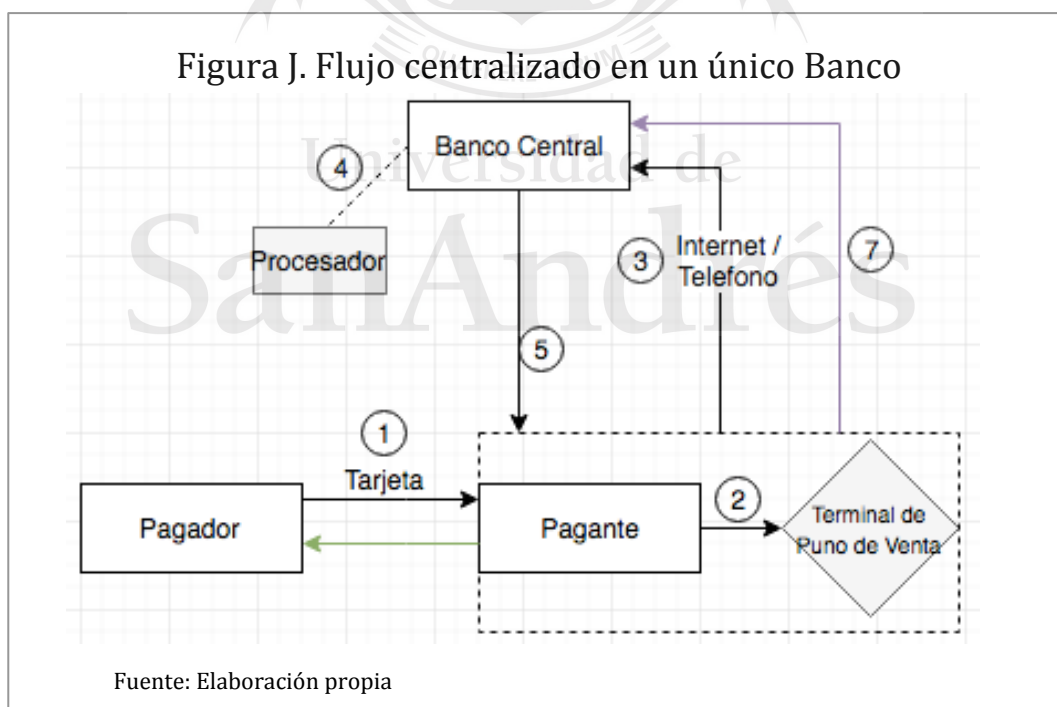 Figura J. Flujo centralizado en un único Banco
Banco Central
Universidad de
SanAndrés
4
Procesador
3
Internet /
Telefono
7
5
1
Tarjeta
Pagador
Pagante
2
Terminal de
Puno de Venta
Fuente: Elaboración propia